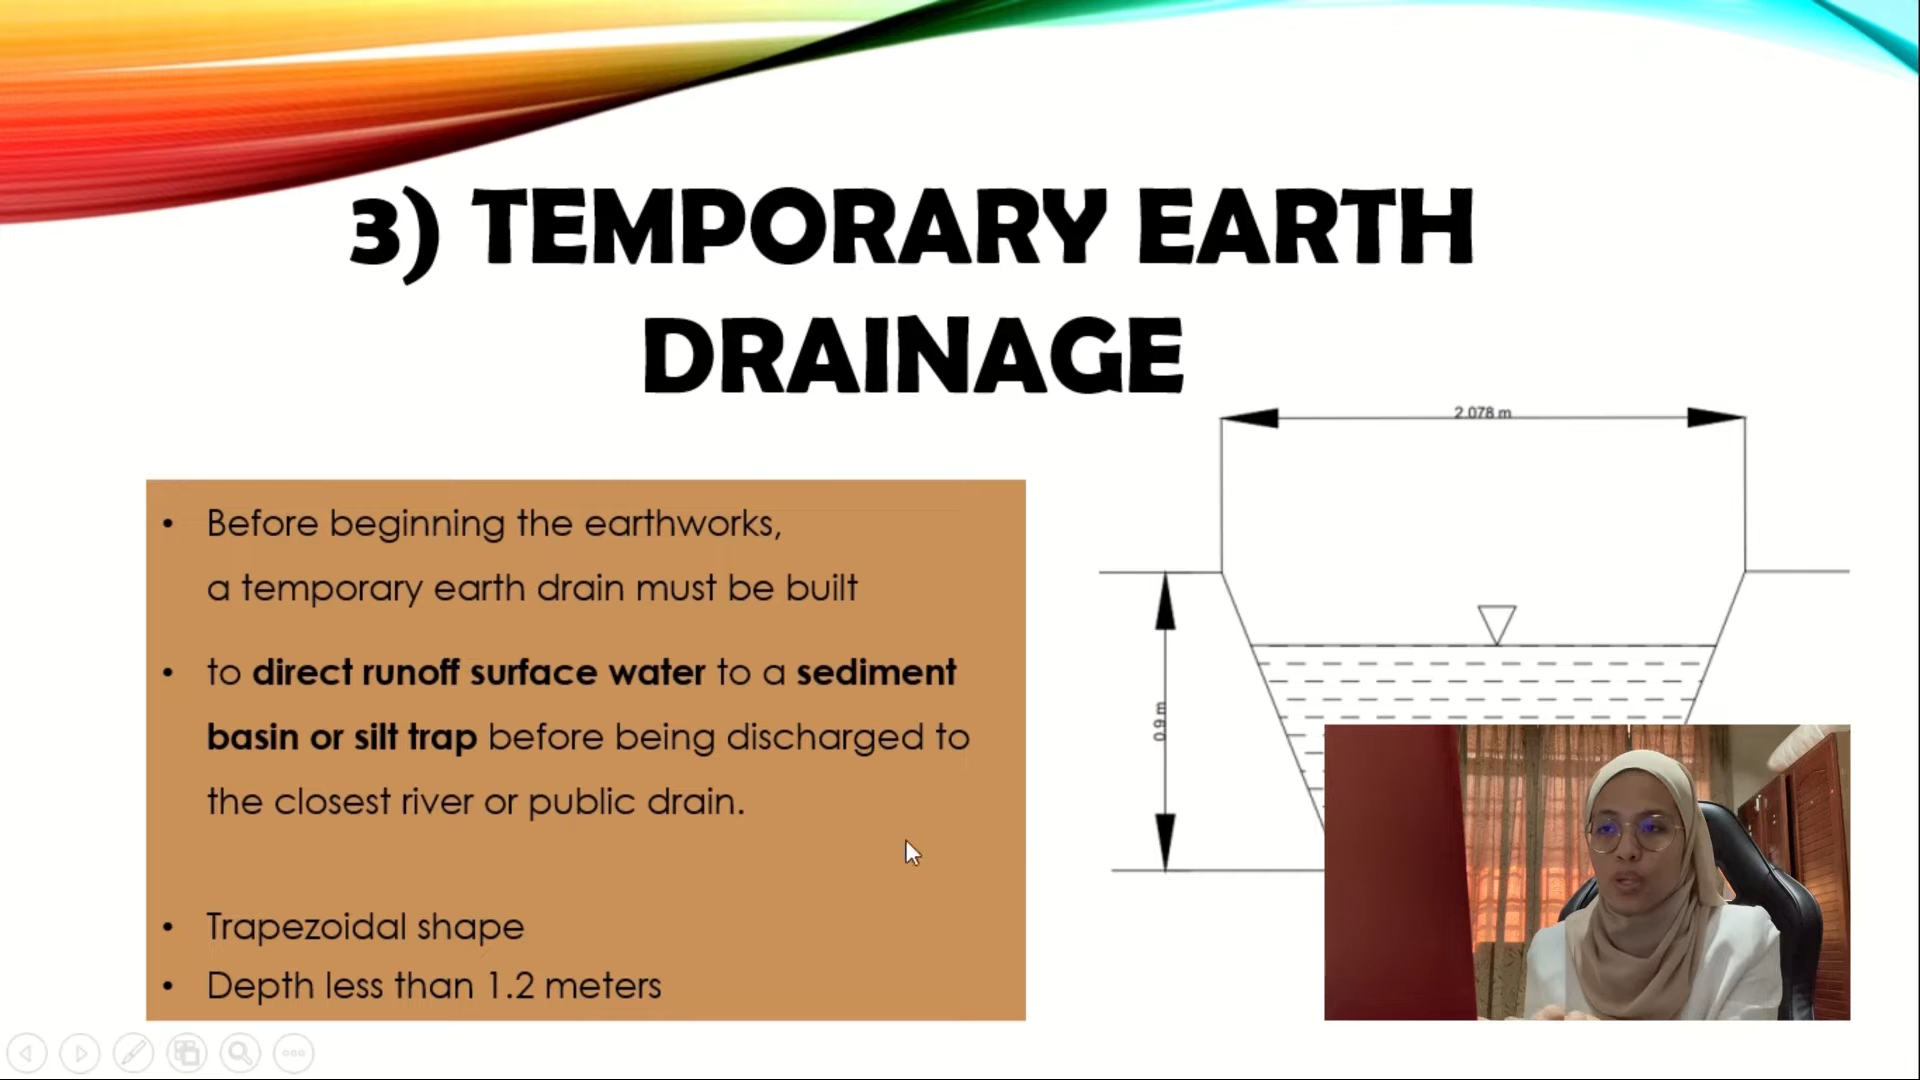 3) TEMPORARY EARTH
DRAINAGE
2.078 m
• Before beginning the earthworks,
a temporary earth drain must be built
• to direct runoff surface water to a sediment
basin or silt trap before being discharged to
the closest river or public drain.
0.9 m
• Trapezoidal shape
• Depth less than 1.2 meters